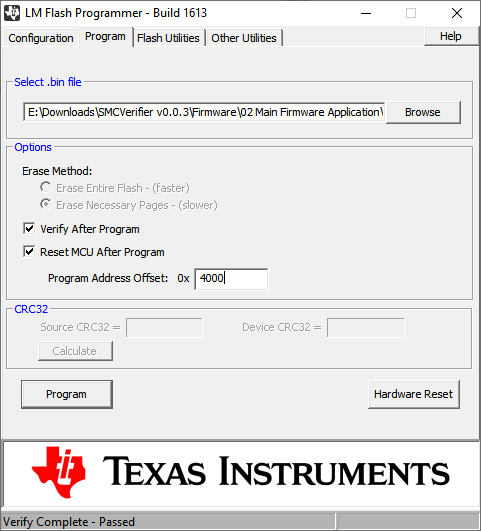 LM Flash Programmer - Build 1613
Configuration Program Flash Utilities Other Utilities Help
Select .bin file
E:\Downloads\SMCVerifier v0.0.3\Firmware\02 Main Firmware Application\ Browse
Options
Erase Method:
Erase Entire Flash - (faster)
Erase Necessary Pages - (slower)
Verify After Program
Reset MCU After Program
Program Address Offset: 0x 4000
CRC32
Source CRC32 = Device CRC32 =
Calculate
Program Hardware Reset
TEXAS INSTRUMENTS
Verify Complete - Passed